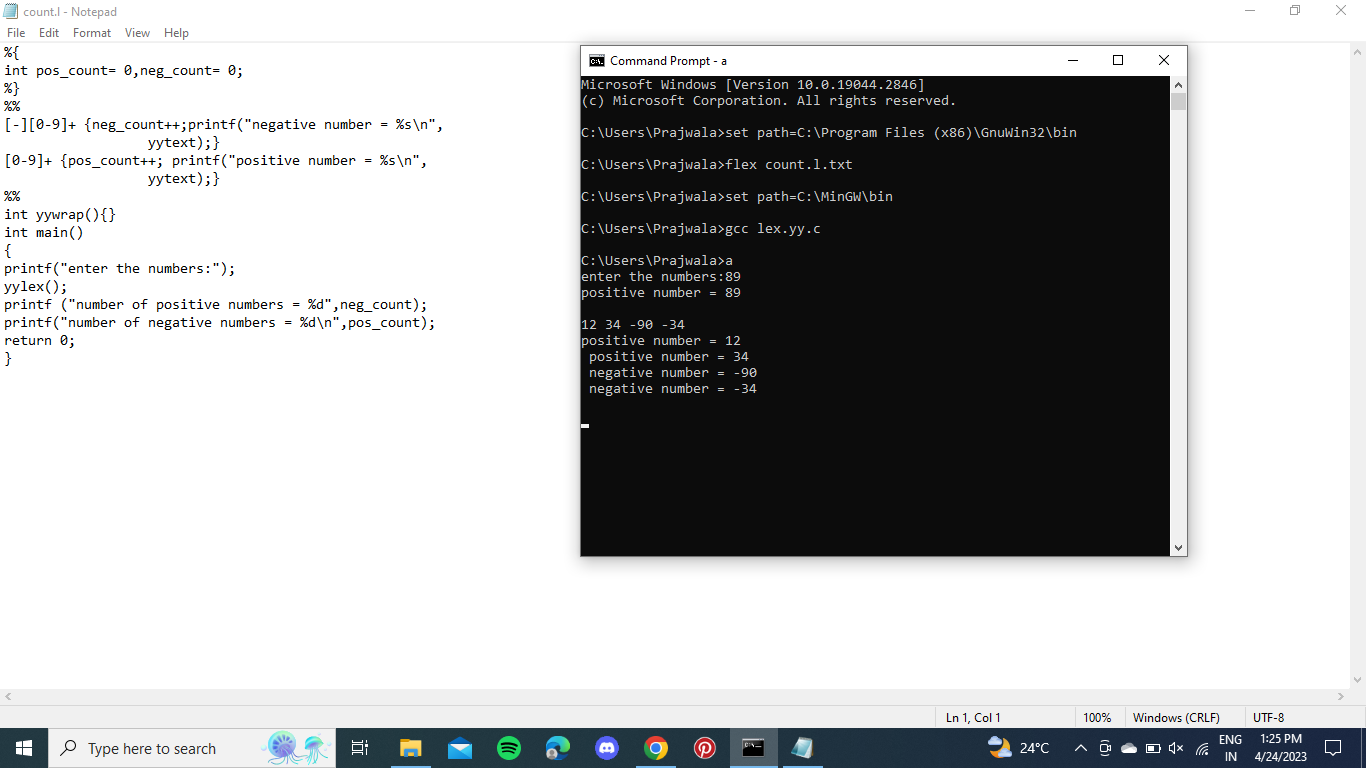 count.l - Notepad
File Edit Format View Help
%{
int pos_count= 0,neg_count= 0;
%}
%%
[-][0-9]+ {neg_count++;printf("negative number = %s\n",
yytext);}
[0-9]+ {pos_count++; printf("positive number = %s\n",
yytext);}
%%
int yywrap(){}
int main()
{
printf("enter the numbers:");
yylex();
printf ("number of positive numbers = %d",neg_count);
printf("number of negative numbers = %d\n",pos_count);
return 0;
}
Command Prompt - a
Microsoft Windows [Version 10.0.19044.2846]
(c) Microsoft Corporation. All rights reserved.
C:\Users\Prajwala>set path=C:\Program Files (x86)\GnuWin32\bin
C:\Users\Prajwala>flex count.l.txt
C:\Users\Prajwala>set path=C:\MinGW\bin
C:\Users\Prajwala>gcc lex.yy.c
C:\Users\Prajwala>a
enter the numbers:89
positive number = 89
12 34 -90 -34
positive number = 12
positive number = 34
negative number = -90
negative number = -34
Ln 1, Col 1 100% Windows (CRLF) UTF-8
Type here to search
24°C
ENG
IN
1:25 PM
4/24/2023